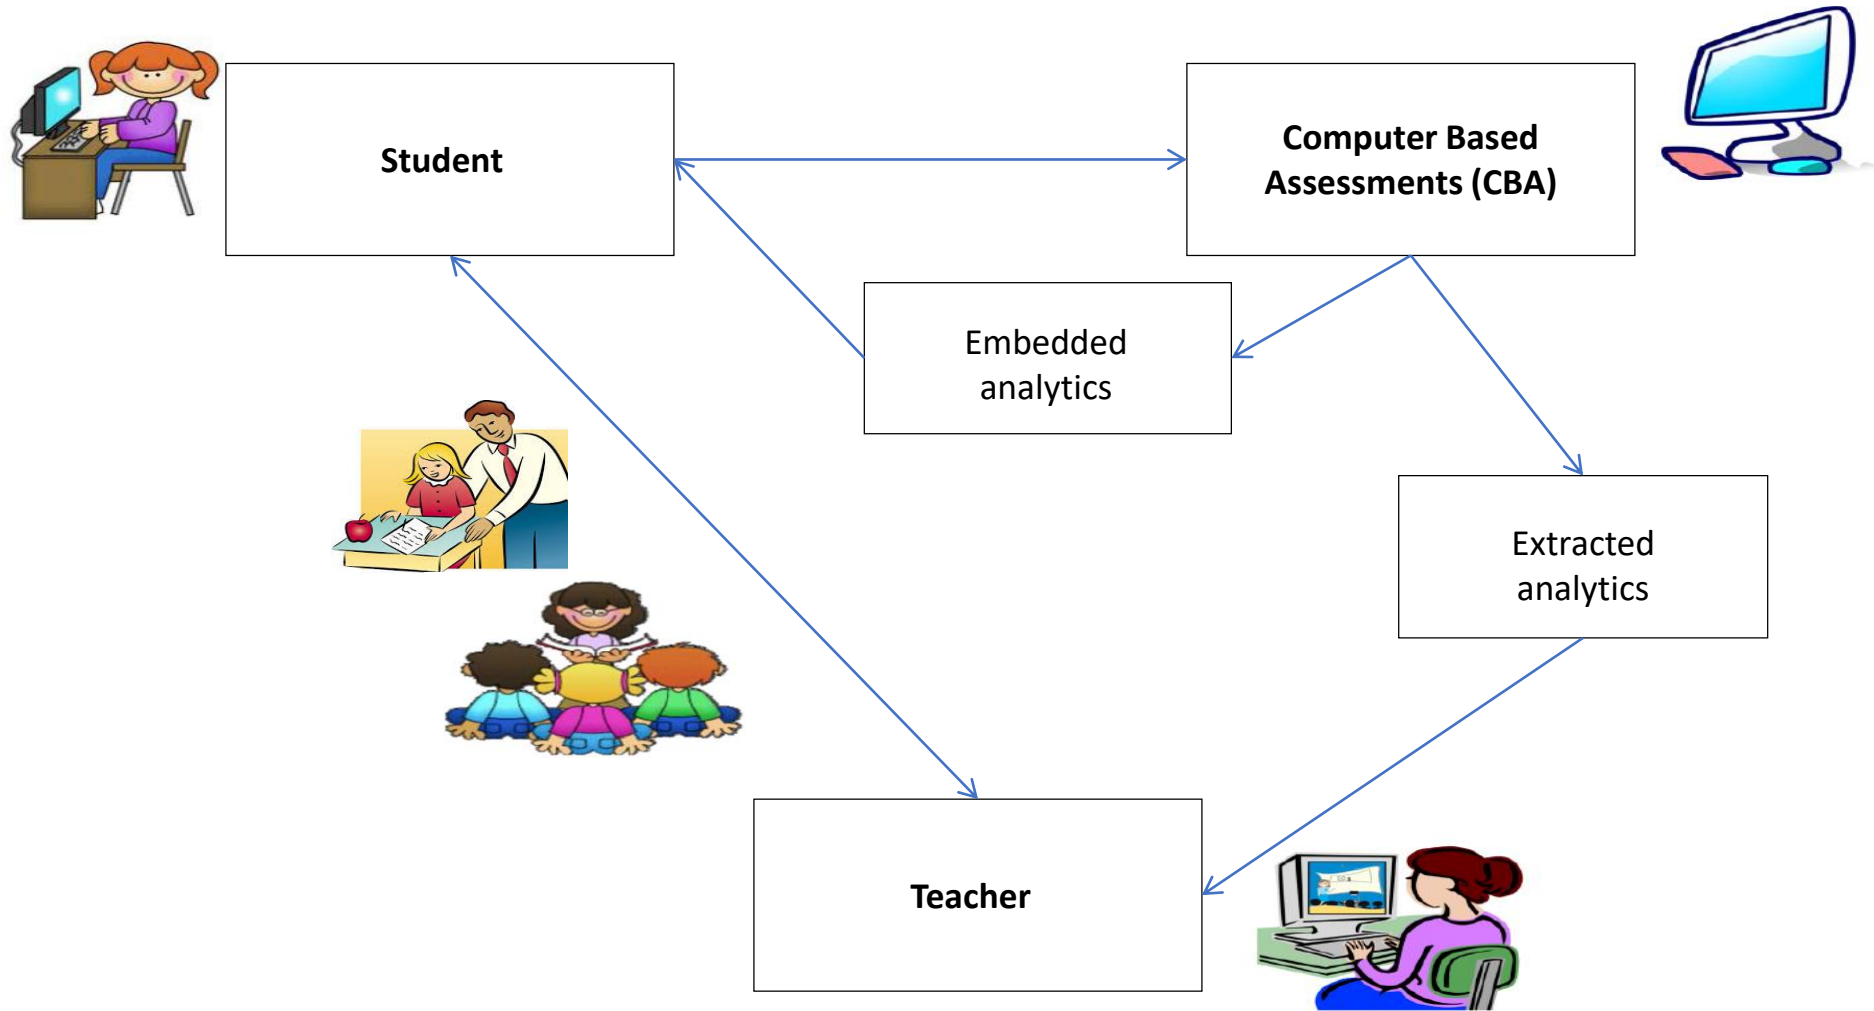 Student
Computer Based
Assessments (CBA)
Embedded
analytics
Extracted
analytics
Teacher